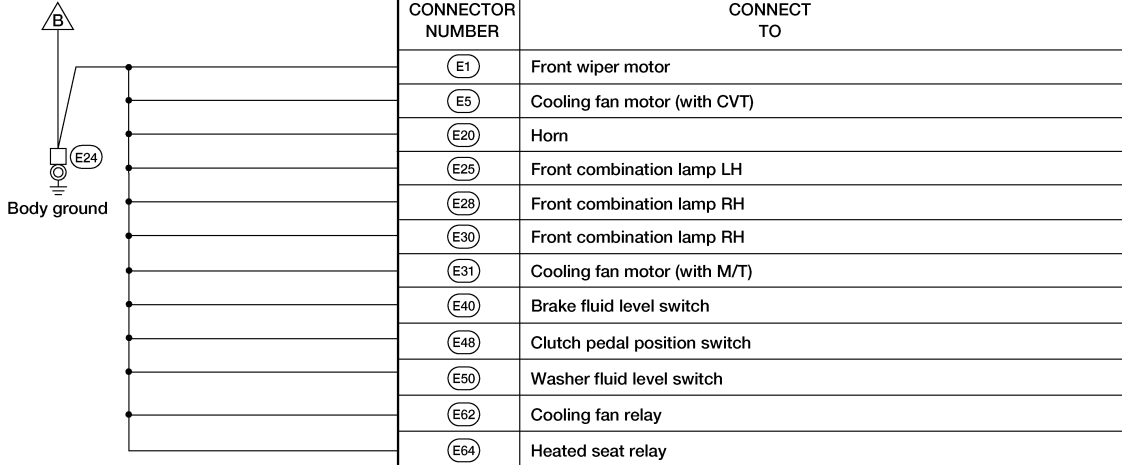 B
E24
Body ground
CONNECTOR
NUMBER
CONNECT
TO
E1 Front wiper motor
E5 Cooling fan motor (with CVT)
E20 Horn
E25 Front combination lamp LH
E28 Front combination lamp RH
E30 Front combination lamp RH
E31 Cooling fan motor (with M/T)
E40 Brake fluid level switch
E48 Clutch pedal position switch
E50 Washer fluid level switch
E62 Cooling fan relay
E64 Heated seat relay